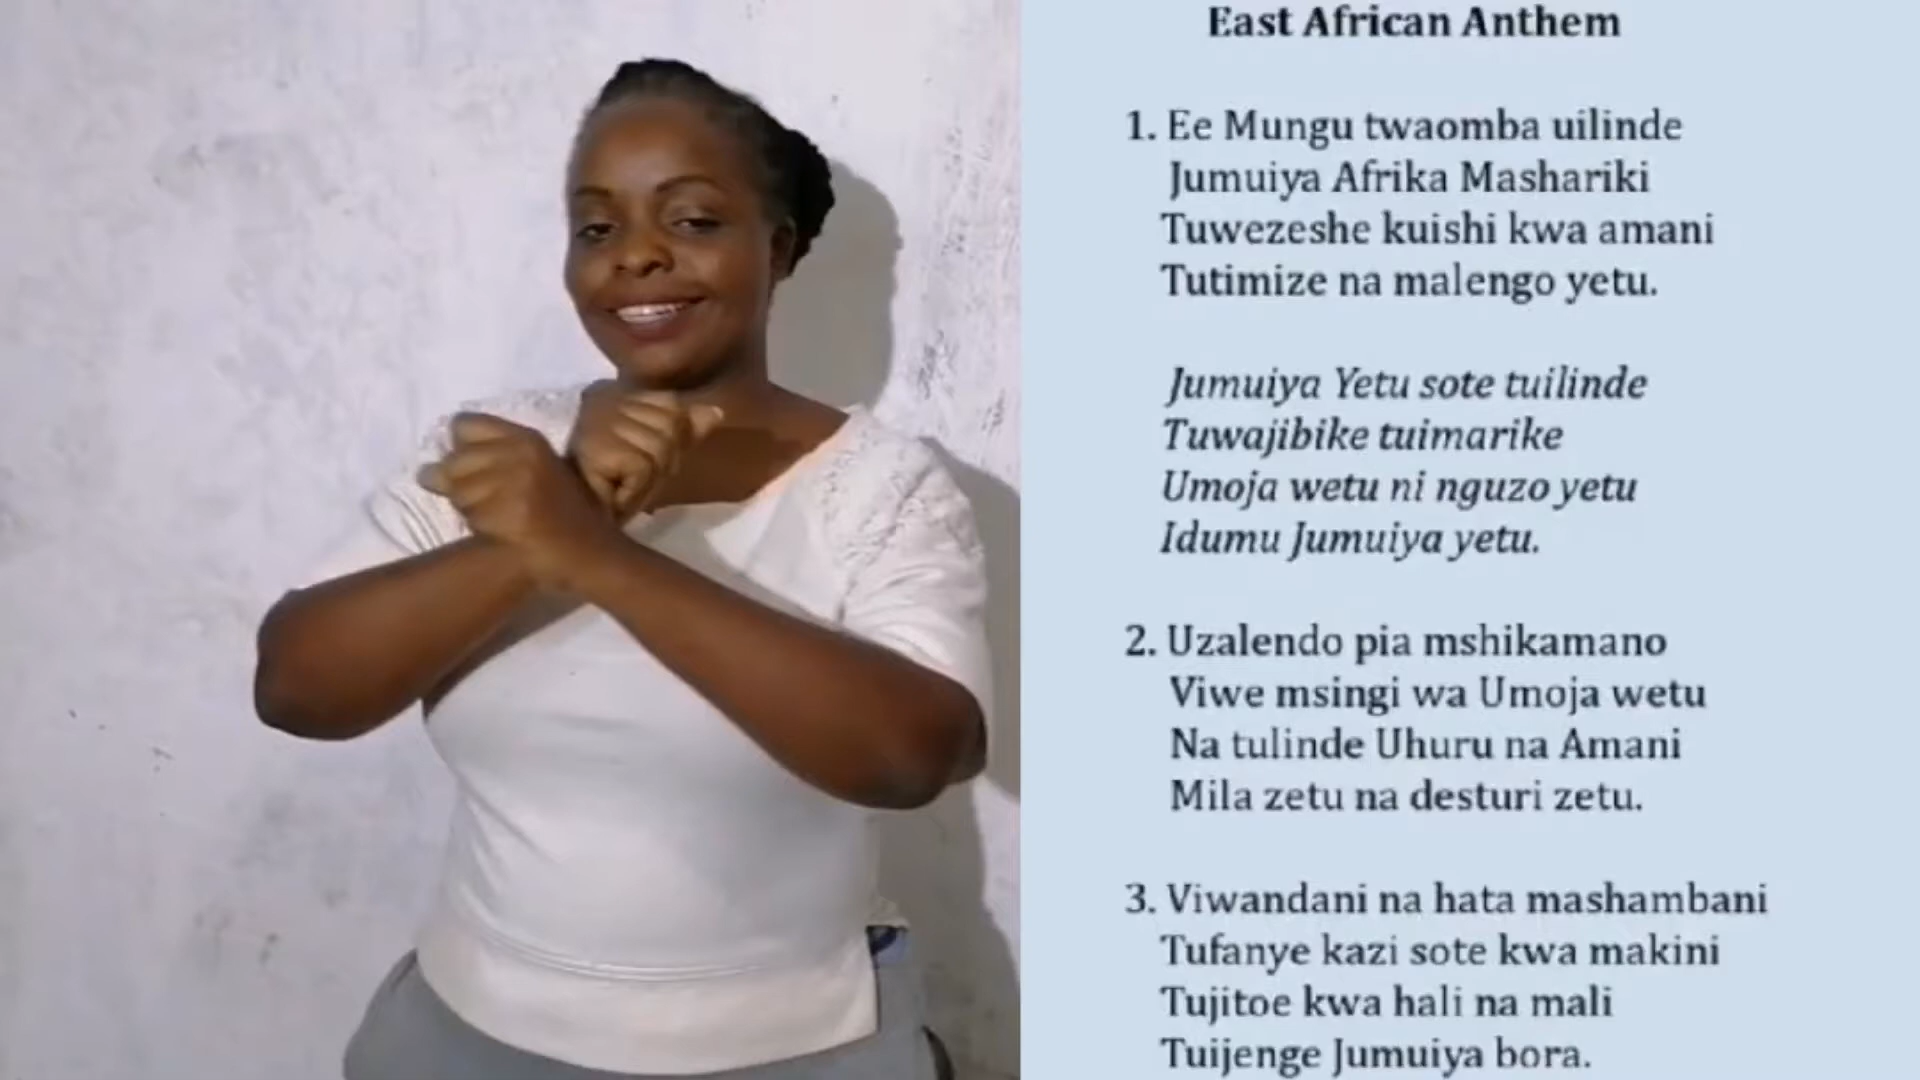 East African Anthem
1. Ee Mungu twaomba uilinde
Jumuiya Afrika Mashariki
Tuwezeshe kuishi kwa amani
Tutimize na malengo yetu.
Jumuiya Yetu sote tuilinde
Tuwajibike tuimarike
Umoja wetu ni nguzo yetu
Idumu Jumuiya yetu.
2. Uzalendo pia mshikamano
Viwe msingi wa Umoja wetu
Na tulinde Uhuru na Amani
Mila zetu na desturi zetu.
3. Viwandani na hata mashambani
Tufanye kazi sote kwa makini
Tujitoe kwa hali na mali
Tuijenge Jumuiya bora.